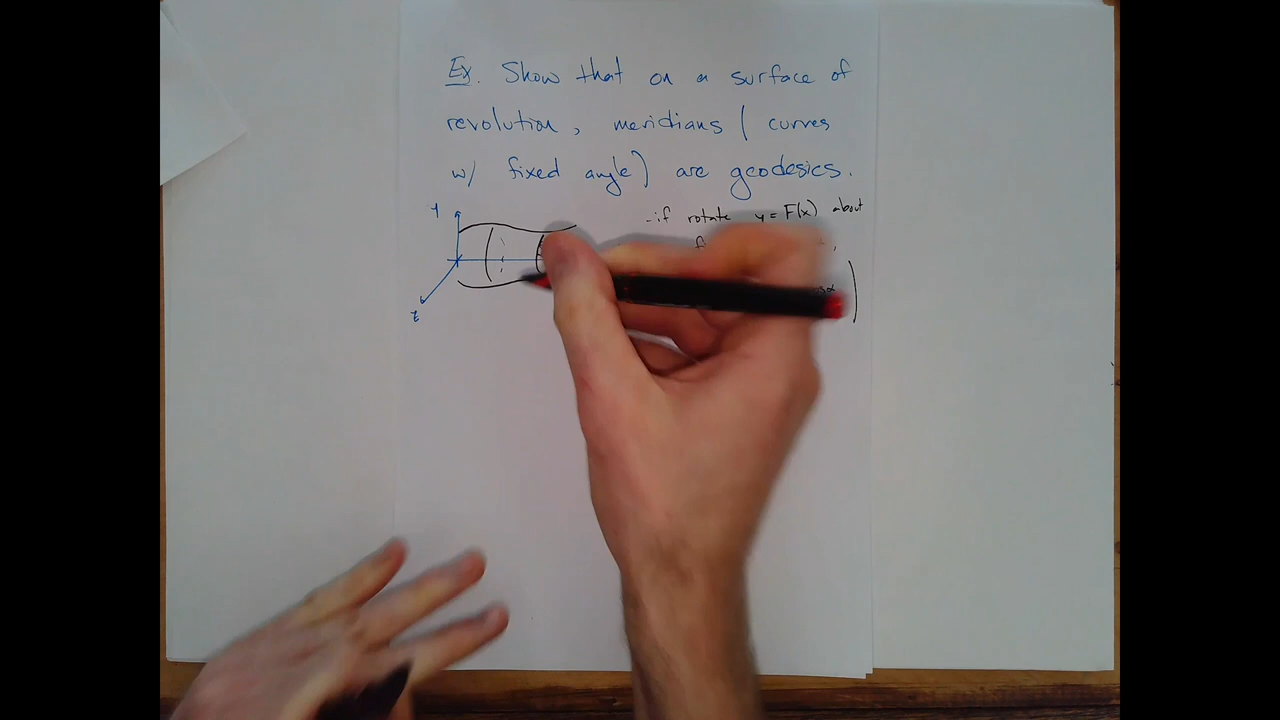 Ex. Show that on a surface of
revolution, meridians (curves
w/ fixed angle) are geodesics.
y
- if rotate y = F(x) about
z